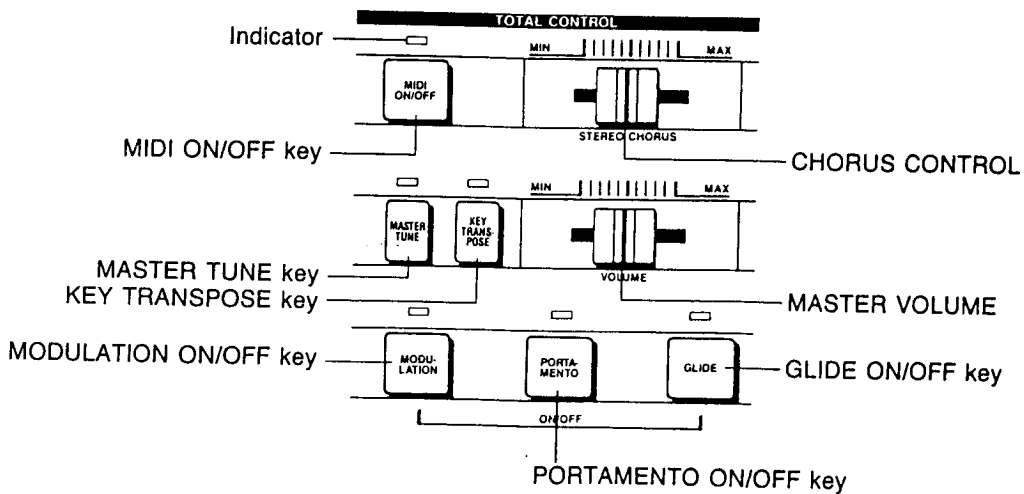 TOTAL CONTROL
Indicator
MIN MAX
MIDI
ON/OFF
STEREO CHORUS
MIDI ON/OFF key
CHORUS CONTROL
MIN MAX
MASTER
TUNE
KEY
TRANS-
POSE
VOLUME
MASTER TUNE key
KEY TRANSPOSE key
MASTER VOLUME
MODULATION ON/OFF key
MODU-
LATION
PORTA-
MENTO
GLIDE
GLIDE ON/OFF key
ON/OFF
PORTAMENTO ON/OFF key